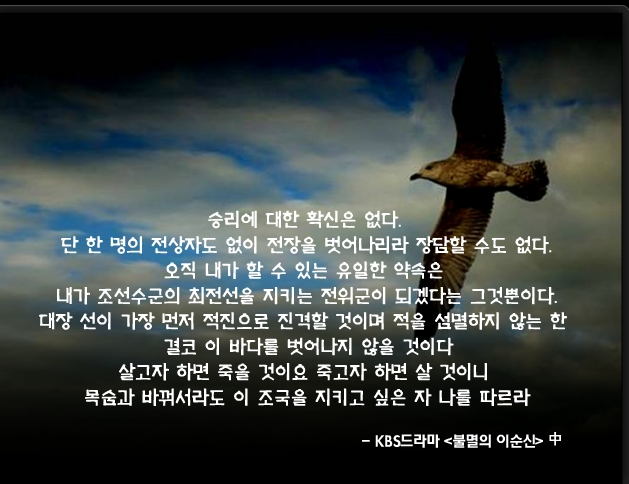 승리에 대한 확신은 없다.
단 한 명의 전상자도 없이 전장을 벗어나리라 장담할 수도 없다.
오직 내가 할 수 있는 유일한 약속은
내가 조선수군의 최전선을 지키는 전위군이 되겠다는 그것뿐이다.
대장 선이 가장 먼저 적진으로 진격할 것이며 적을 섬멸하지 않는 한
결코 이 바다를 벗어나지 않을 것이다
살고자 하면 죽을 것이요 죽고자 하면 살 것이니
목숨과 바꿔서라도 이 조국을 지키고 싶은 자 나를 따르라
- KBS드라마 <불멸의 이순신> 中